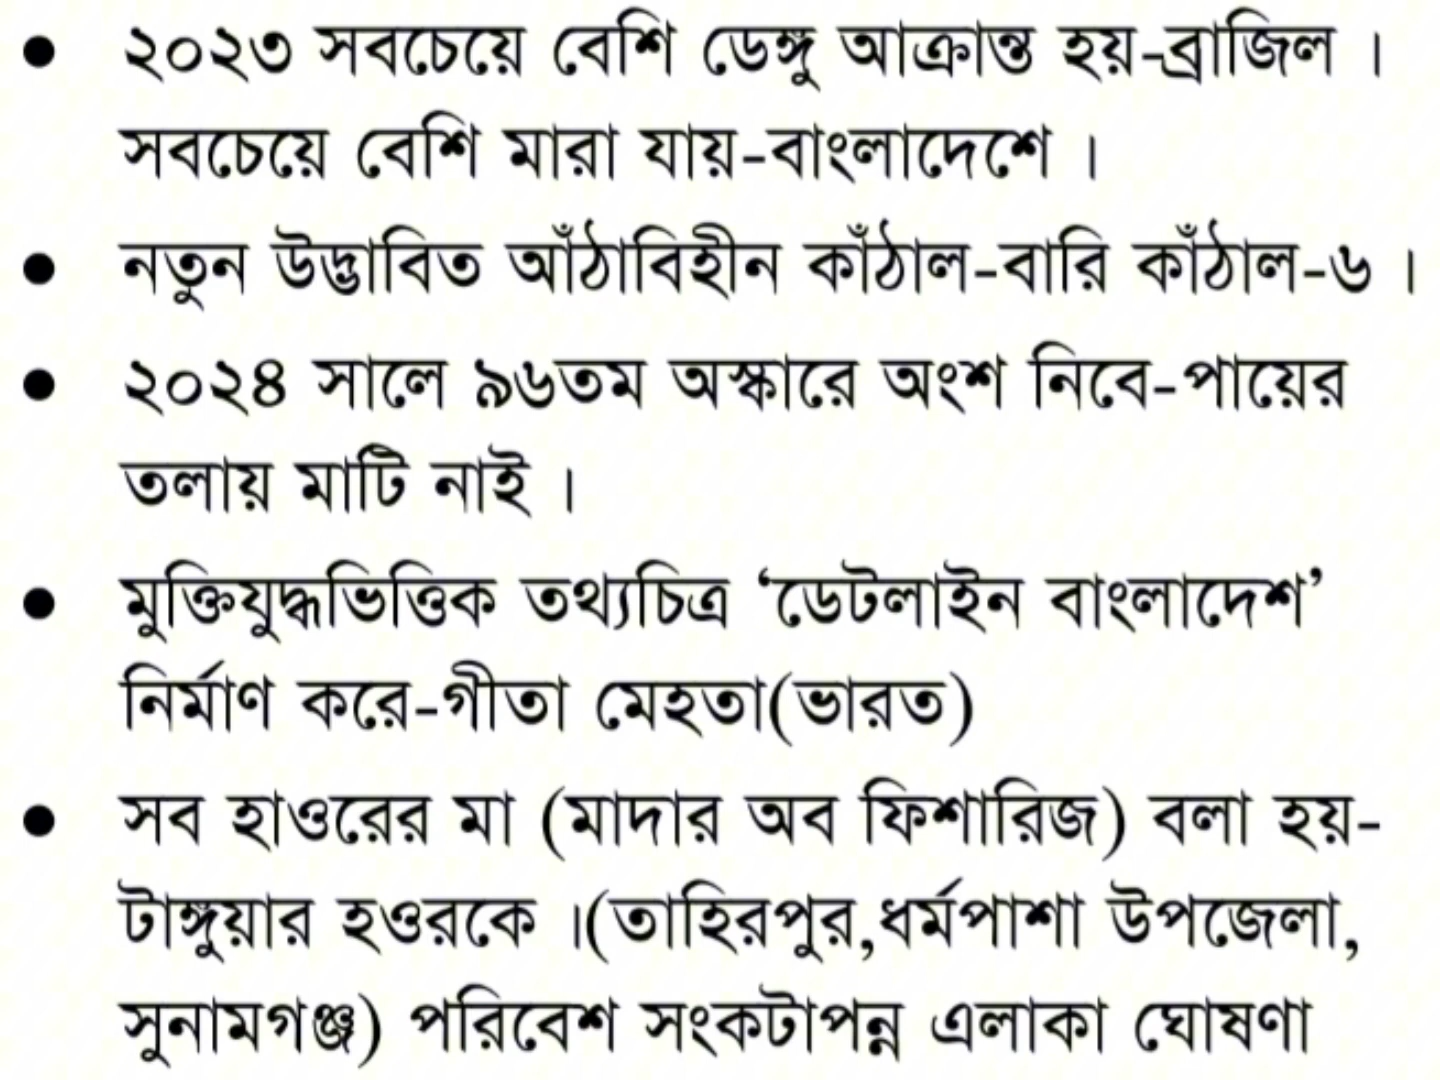 • ২০২৩ সবচেয়ে বেশি ডেঙ্গু আক্রান্ত হয়-ব্রাজিল ।
সবচেয়ে বেশি মারা যায়-বাংলাদেশে ।
• নতুন উদ্ভাবিত আঁঠাবিহীন কাঁঠাল-বারি কাঁঠাল-৬ ।
• ২০২৪ সালে ৯৬তম অস্কারে অংশ নিবে-পায়ের
তলায় মাটি নাই ।
• মুক্তিযুদ্ধভিত্তিক তথ্যচিত্র ‘ডেটলাইন বাংলাদেশ’
নির্মাণ করে-গীতা মেহতা(ভারত)
• সব হাওরের মা (মাদার অব ফিশারিজ) বলা হয়-
টাঙ্গুয়ার হওরকে ।(তাহিরপুর,ধর্মপাশা উপজেলা,
সুনামগঞ্জ) পরিবেশ সংকটাপন্ন এলাকা ঘোষণা